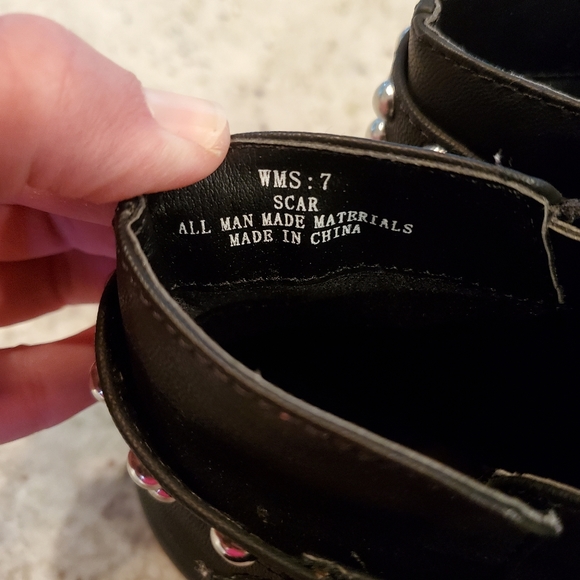 WMS: 7
SCAR
ALL MAN MADE MATERIALS
MADE IN CHINA